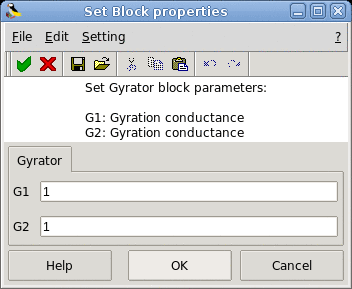 Set Block properties
File Edit Setting ?
Set Gyrator block parameters:
G1: Gyration conductance
G2: Gyration conductance
Gyrator
G1 1
G2 1
Help OK Cancel